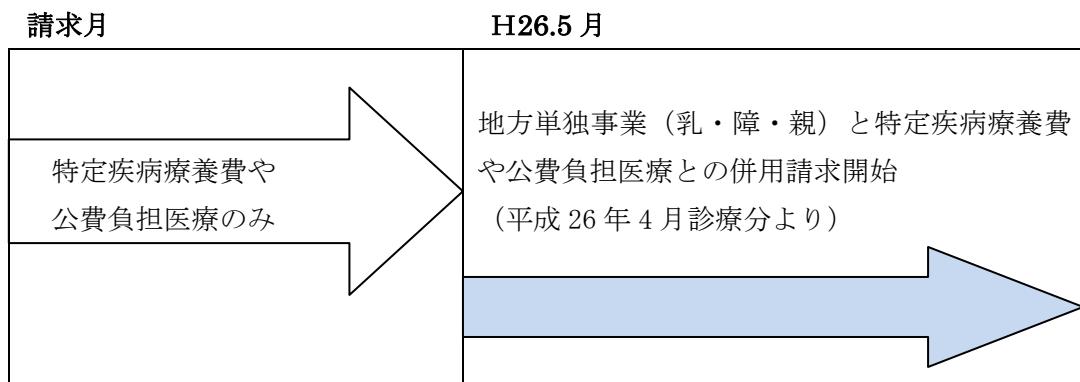 請求月
H26.5 月
特定疾病療養費や
公費負担医療のみ
地方単独事業（乳・障・親）と特定疾病療養費
や公費負担医療との併用請求開始
（平成 26 年 4 月診療分より）